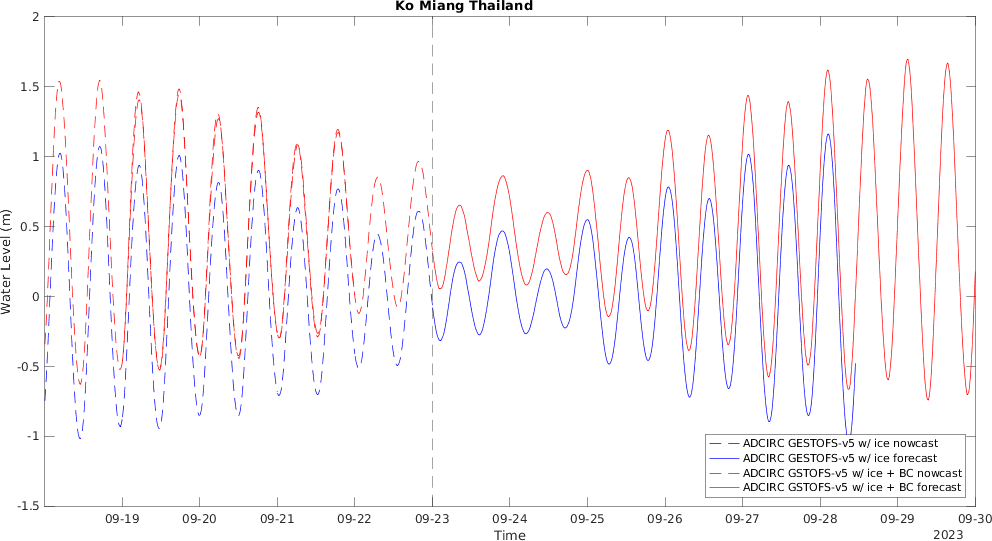 Ko Miang Thailand
Water Level (m)
2
1.5
1
0.5
0
-0.5
-1
-1.5
ADCIRC GESTOFS-v5 w/ ice nowcast
ADCIRC GESTOFS-v5 w/ ice forecast
ADCIRC GSTOFS-v5 w/ ice + BC nowcast
ADCIRC GSTOFS-v5 w/ ice + BC forecast
09-19 09-20 09-21 09-22 09-23 09-24 09-25 09-26 09-27 09-28 09-29 09-30
Time
2023